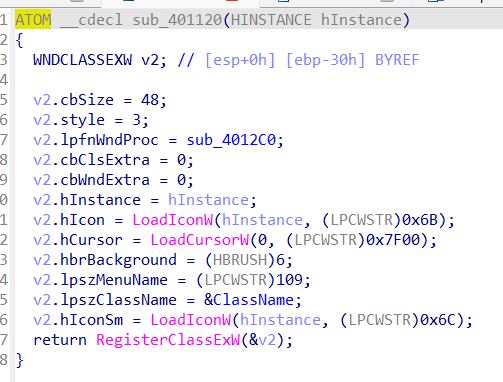 1 ATOM __cdecl sub_401120(HINSTANCE hInstance)
2 {
3   WNDCLASSEXW v2; // [esp+0h] [ebp-30h] BYREF
4
5   v2.cbSize = 48;
6   v2.style = 3;
7   v2.lpfnWndProc = sub_4012C0;
8   v2.cbClsExtra = 0;
9   v2.cbWndExtra = 0;
0   v2.hInstance = hInstance;
1   v2.hIcon = LoadIconW(hInstance, (LPCWSTR)0x6B);
2   v2.hCursor = LoadCursorW(0, (LPCWSTR)0x7F00);
3   v2.hbrBackground = (HBRUSH)6;
4   v2.lpszMenuName = (LPCWSTR)109;
5   v2.lpszClassName = &ClassName;
6   v2.hIconSm = LoadIconW(hInstance, (LPCWSTR)0x6C);
7   return RegisterClassExW(&v2);
8 }